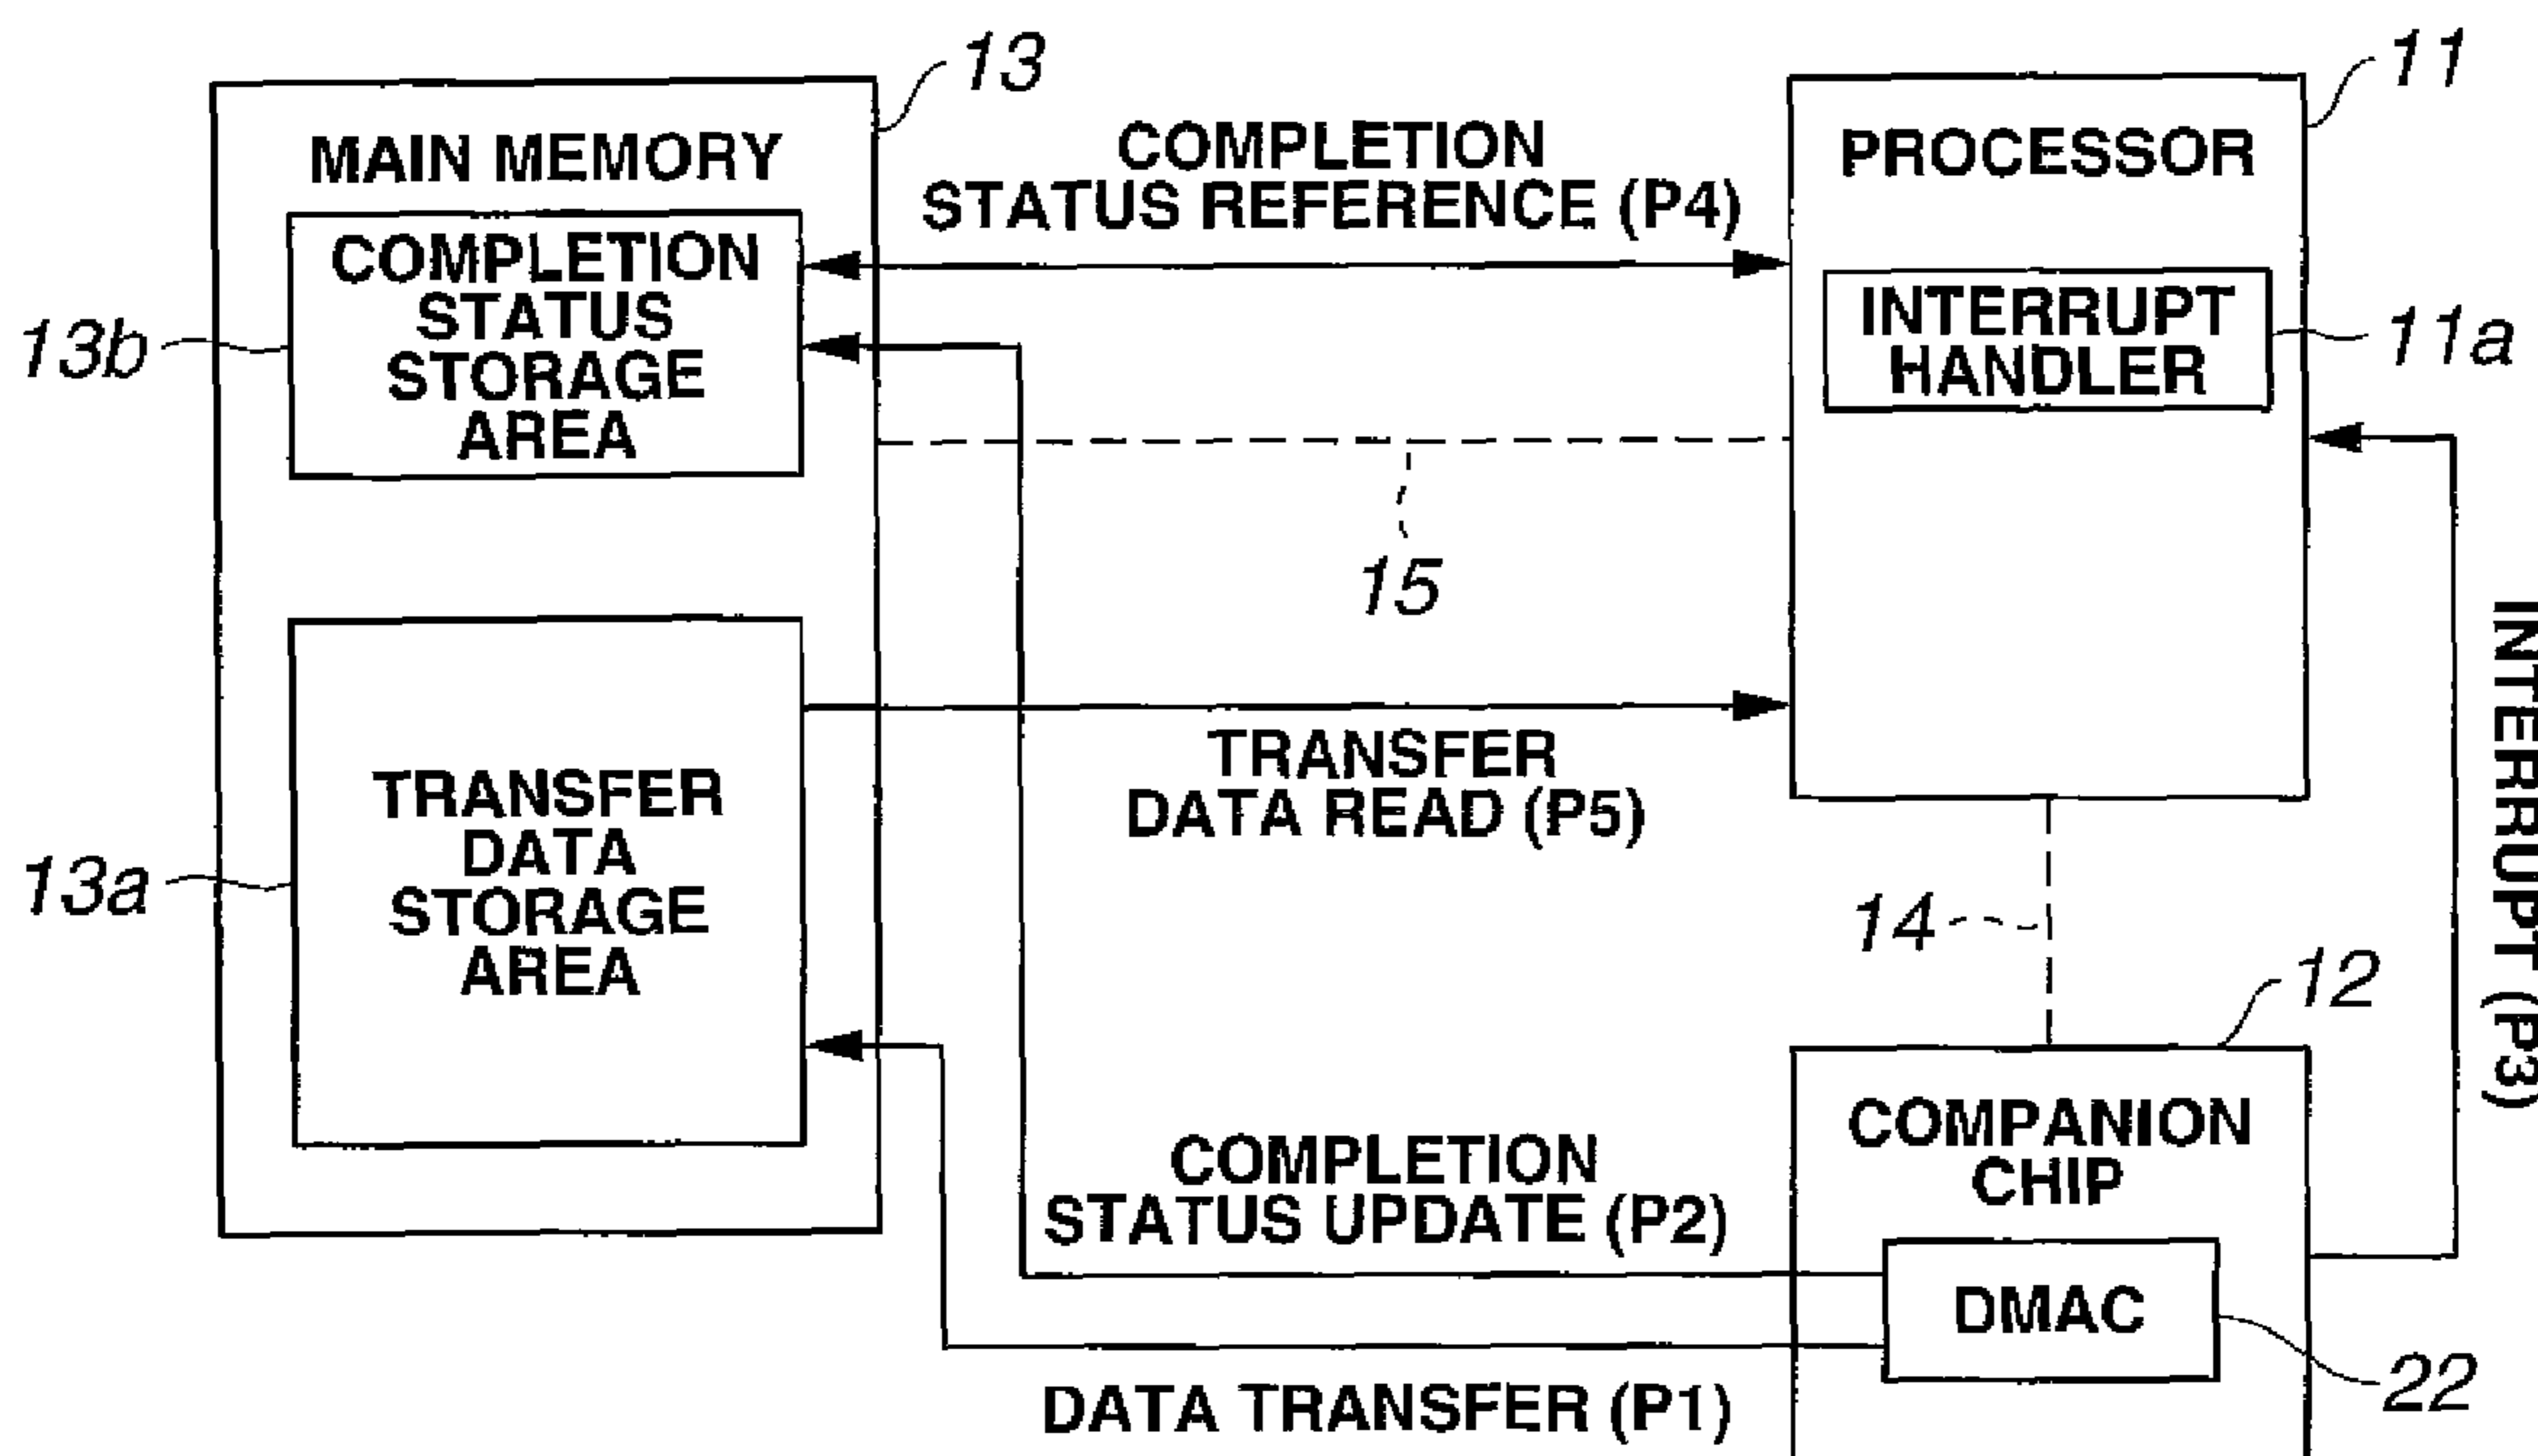 13
11
MAIN MEMORY
COMPLETION
STATUS REFERENCE (P4)
PROCESSOR
COMPLETION
STATUS
STORAGE
AREA
13b
INTERRUPT
HANDLER
11a
15
TRANSFER
DATA READ (P5)
TRANSFER
DATA
STORAGE
AREA
13a
14
12
INTERRUPT (P3)
COMPANION
CHIP
COMPLETION
STATUS UPDATE (P2)
DMAC
22
DATA TRANSFER (P1)